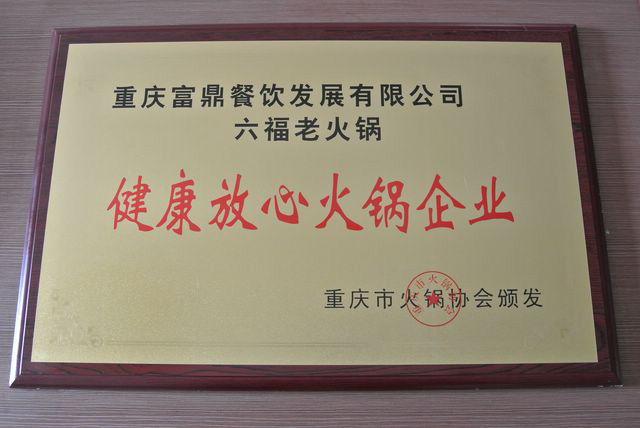 重庆富鼎餐饮发展有限公司
六福老火锅
健康放心火锅企业
重庆市火锅协会颁发